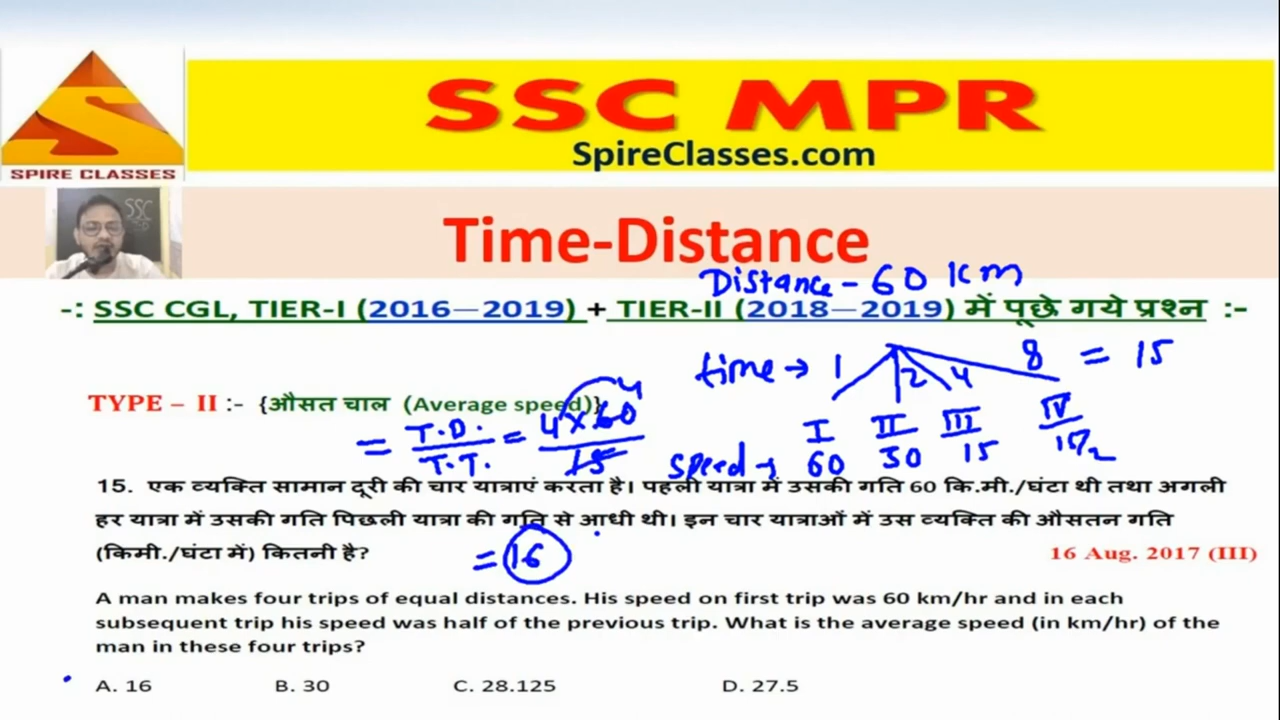 SSC MPR
SpireClasses.com
SPIRE CLASSES
SSC
T-D
Time-Distance
Distance - 60 Km
-: SSC CGL, TIER-I (2016—2019) + TIER-II (2018—2019) में पूछे गये प्रश्न :-
time → 1 2 4 8 = 15
TYPE – II :- {औसत चाल (Average speed)}
= T.D. / T.T. = 4×60 / 15 4
I II III IV
speed → 60 30 15 15/2
15. एक व्यक्ति सामान दूरी की चार यात्राएं करता है। पहली यात्रा में उसकी गति 60 कि.मी./घंटा थी तथा अगली
हर यात्रा में उसकी गति पिछली यात्रा की गति से आधी थी। इन चार यात्राओं में उस व्यक्ति की औसतन गति
(किमी./घंटा में) कितनी है?
= 16
16 Aug. 2017 (III)
A man makes four trips of equal distances. His speed on first trip was 60 km/hr and in each
subsequent trip his speed was half of the previous trip. What is the average speed (in km/hr) of the
man in these four trips?
A. 16 B. 30 C. 28.125 D. 27.5